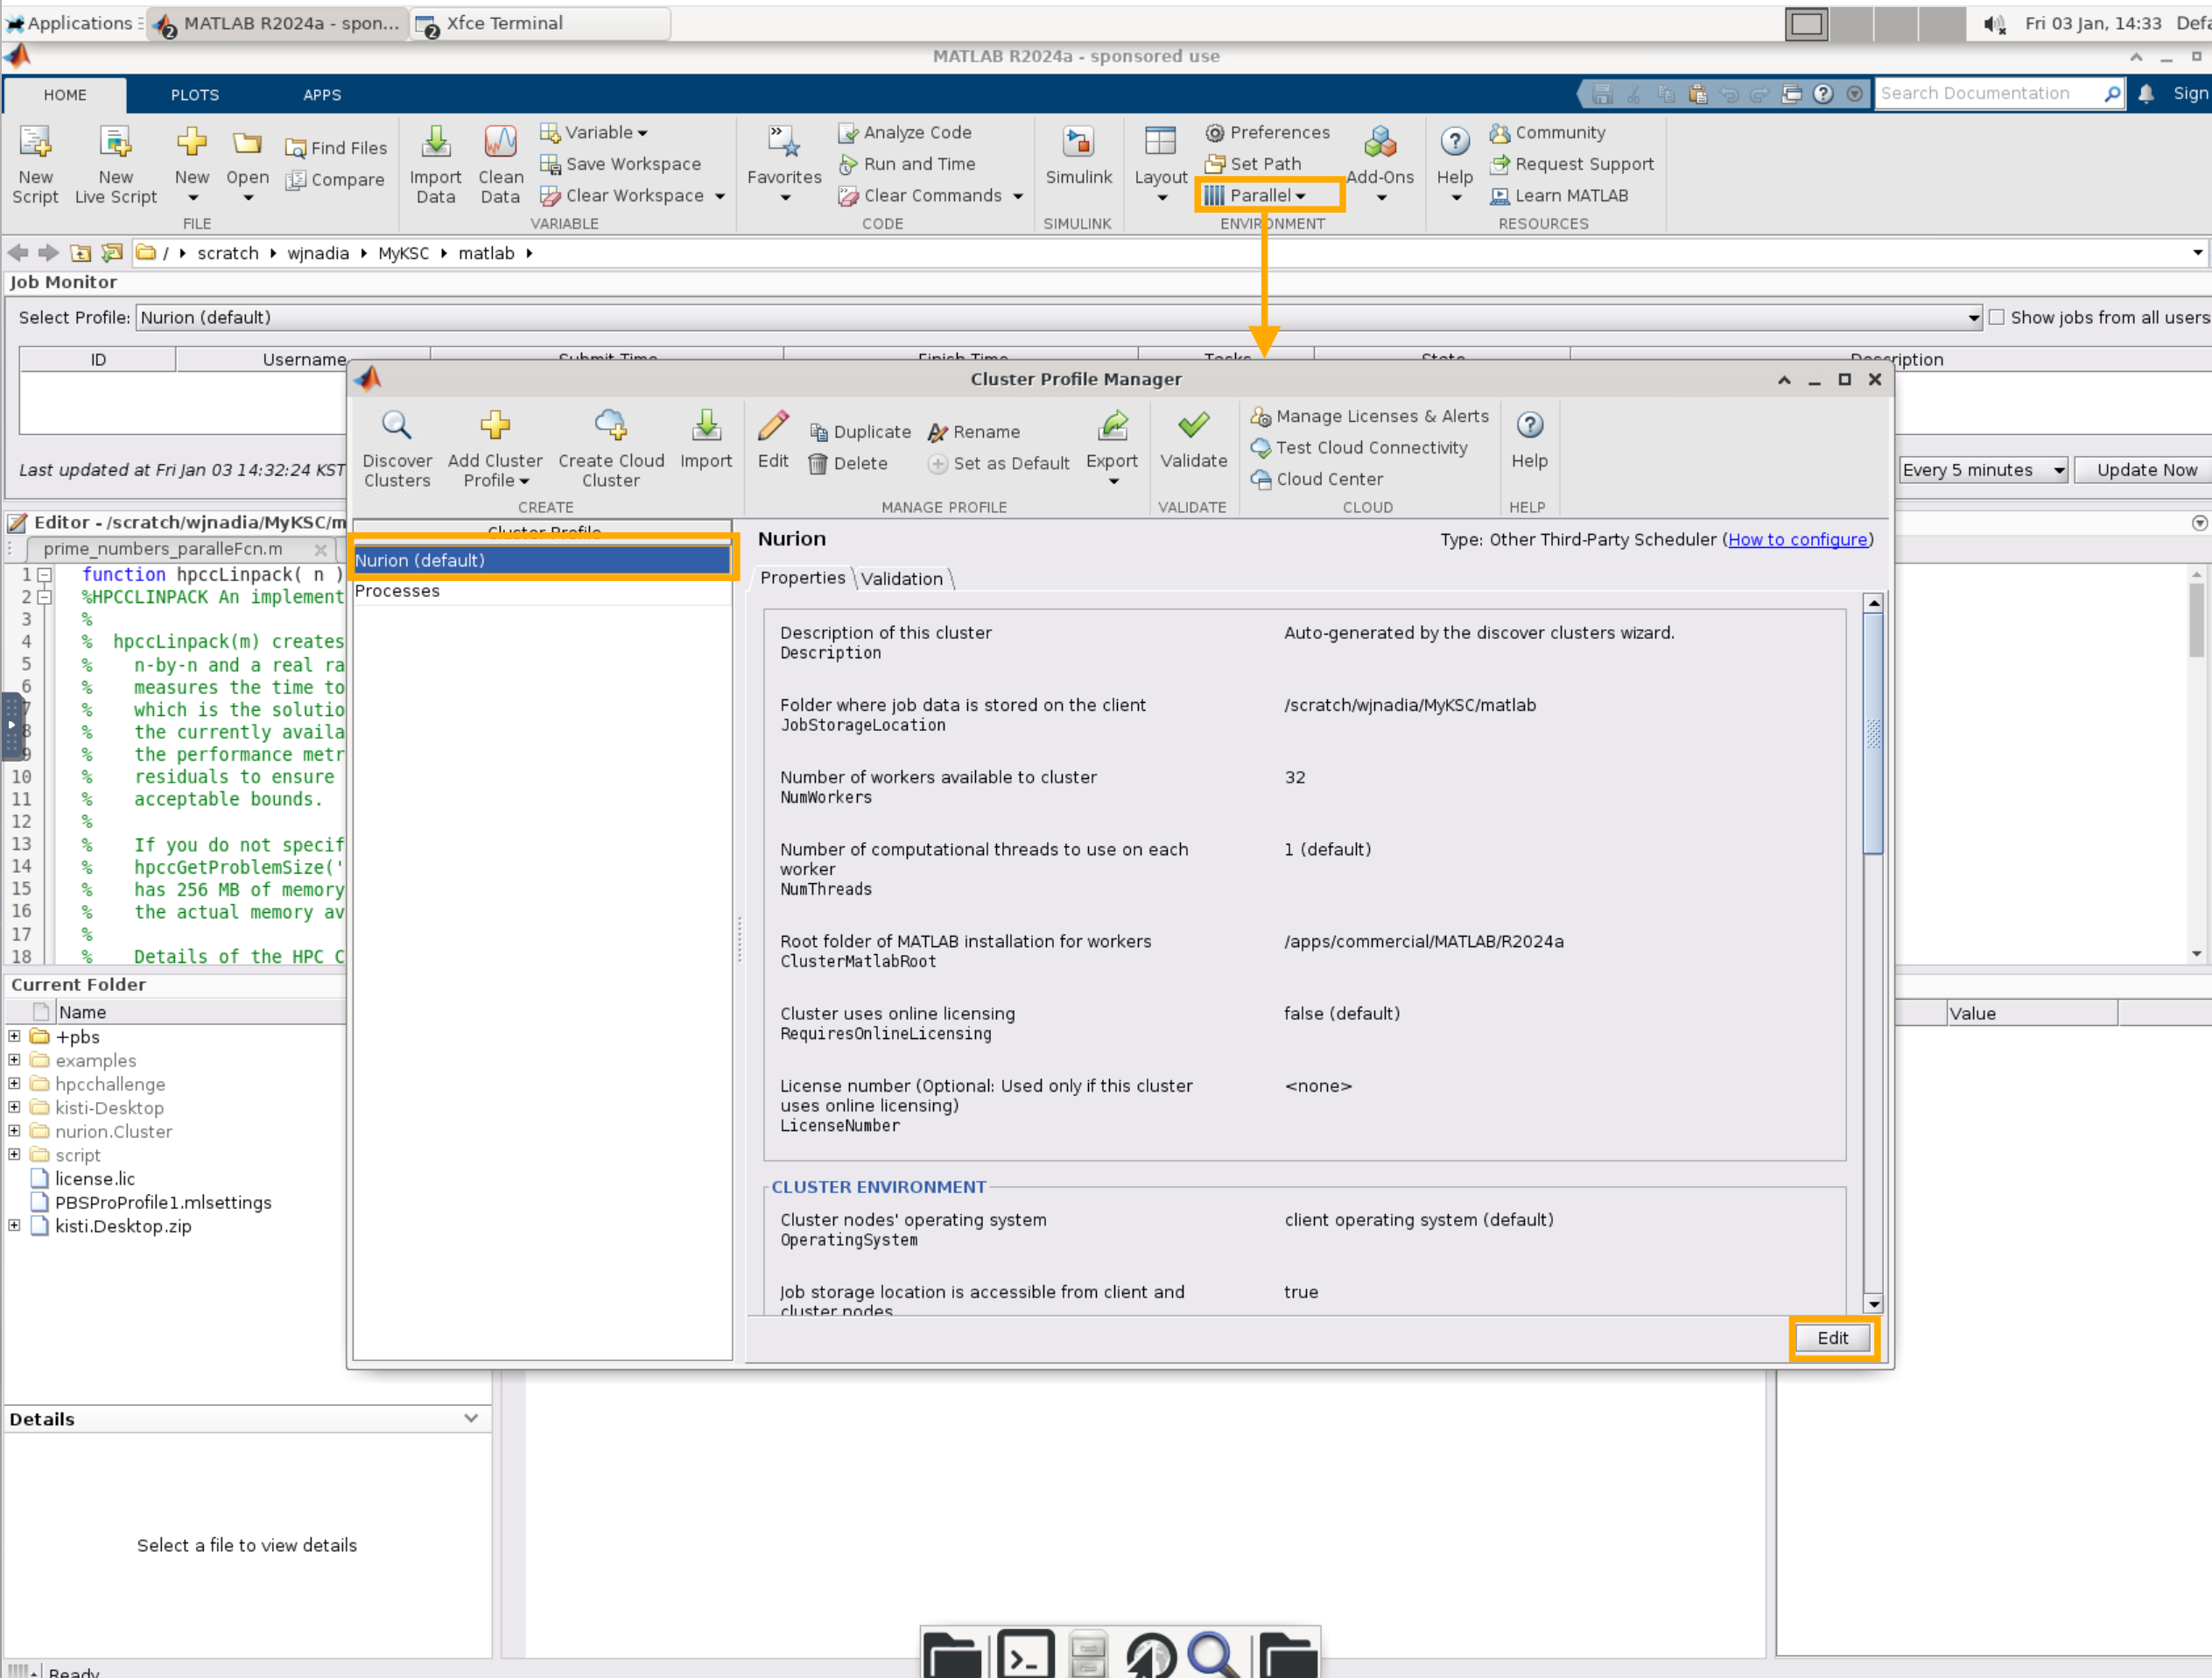 Applications
MATLAB R2024a - spon...
Xfce Terminal
Fri 03 Jan, 14:33
MATLAB R2024a - sponsored use
HOME
PLOTS
APPS
Search Documentation
Sign
New Script
New Live Script
New
Open
Find Files
Compare
FILE
Import Data
Clean Data
Variable
Save Workspace
Clear Workspace
VARIABLE
Favorites
Analyze Code
Run and Time
Clear Commands
CODE
Simulink
SIMULINK
Layout
Preferences
Set Path
Parallel
Add-Ons
ENVIRONMENT
Help
Community
Request Support
Learn MATLAB
RESOURCES
/ scratch wjnadia MyKSC matlab
Job Monitor
Select Profile: Nurion (default)
Show jobs from all users
ID
Username
Submit Time
Finish Time
Tasks
State
Description
Last updated at Fri Jan 03 14:32:24 KST
Every 5 minutes
Update Now
Cluster Profile Manager
Discover Clusters
Add Cluster Profile
Create Cloud Cluster
Import
CREATE
Edit
Duplicate
Delete
Rename
Set as Default
Export
MANAGE PROFILE
Validate
VALIDATE
Manage Licenses & Alerts
Test Cloud Connectivity
Cloud Center
CLOUD
Help
HELP
Cluster Profile
Nurion (default)
Processes
Nurion
Type: Other Third-Party Scheduler (How to configure)
Properties
Validation
Description of this cluster
Description
Auto-generated by the discover clusters wizard.
Folder where job data is stored on the client
JobStorageLocation
/scratch/wjnadia/MyKSC/matlab
Number of workers available to cluster
NumWorkers
32
Number of computational threads to use on each
worker
NumThreads
1 (default)
Root folder of MATLAB installation for workers
ClusterMatlabRoot
/apps/commercial/MATLAB/R2024a
Cluster uses online licensing
RequiresOnlineLicensing
false (default)
License number (Optional: Used only if this cluster
uses online licensing)
LicenseNumber
<none>
CLUSTER ENVIRONMENT
Cluster nodes' operating system
OperatingSystem
client operating system (default)
Job storage location is accessible from client and
cluster nodes
true
Edit
Editor - /scratch/wjnadia/MyKSC/m
prime_numbers_paralleFcn.m
1 function hpccLinpack( n )
2 %HPCCLINPACK An implement
3 %
4 % hpccLinpack(m) creates
5 % n-by-n and a real ra
6 % measures the time to
7 % which is the solutio
8 % the currently availa
9 % the performance metr
10 % residuals to ensure
11 % acceptable bounds.
12 %
13 % If you do not specif
14 % hpccGetProblemSize('
15 % has 256 MB of memory
16 % the actual memory av
17 %
18 % Details of the HPC C
Current Folder
Name
+pbs
examples
hpcchallenge
kisti-Desktop
nurion.Cluster
script
license.lic
PBSProProfile1.mlsettings
kisti.Desktop.zip
Value
Details
Select a file to view details
Ready